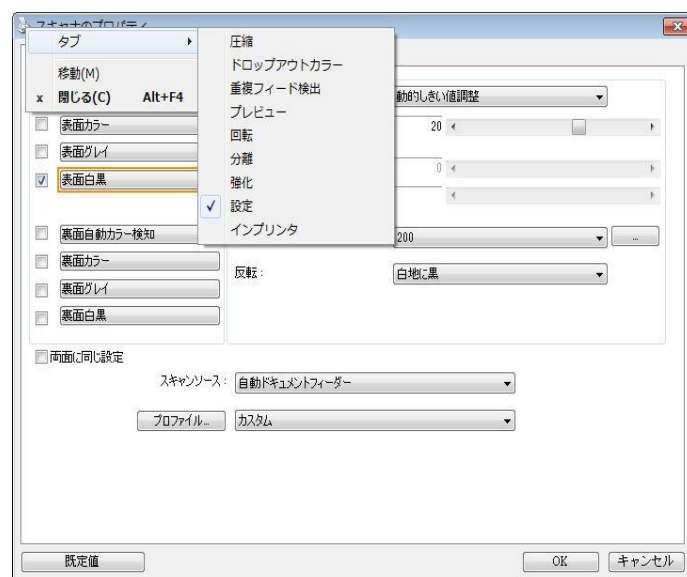 スキャナのプロパティ
タブ
移動(M)
x 閉じる(C) Alt+F4
圧縮
ドロップアウトカラー
重複フィード検出
プレビュー
回転
分離
強化
設定
インプリンタ
動的しきい値調整
表面カラー
20
表面グレイ
0
表面白黒
裏面自動カラー検知
200
...
裏面カラー
反転:
白地に黒
裏面グレイ
裏面白黒
両面に同じ設定
スキャンソース: 自動ドキュメントフィーダー
プロファイル... カスタム
既定値
OK
キャンセル